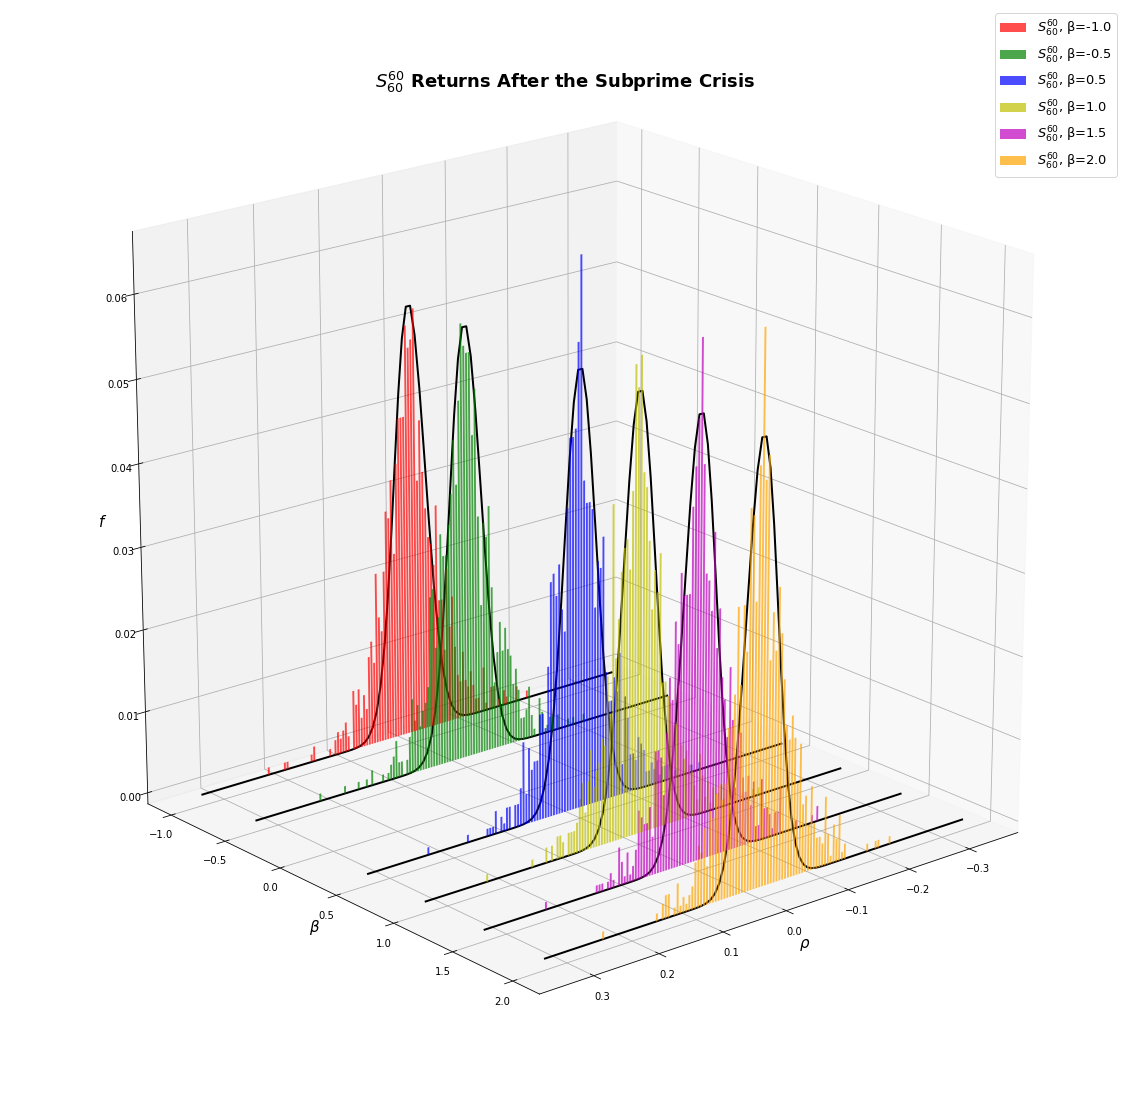 S₆₀⁶⁰, β=-1.0
S₆₀⁶⁰, β=-0.5
S₆₀⁶⁰, β=0.5
S₆₀⁶⁰, β=1.0
S₆₀⁶⁰, β=1.5
S₆₀⁶⁰, β=2.0
S₆₀⁶⁰ Returns After the Subprime Crisis
0.06
0.05
0.04
f
0.03
0.02
0.01
0.00
−1.0
−0.5
0.0
0.5
1.0
1.5
2.0
β
−0.3
−0.2
−0.1
0.0
0.1
0.2
0.3
ρ